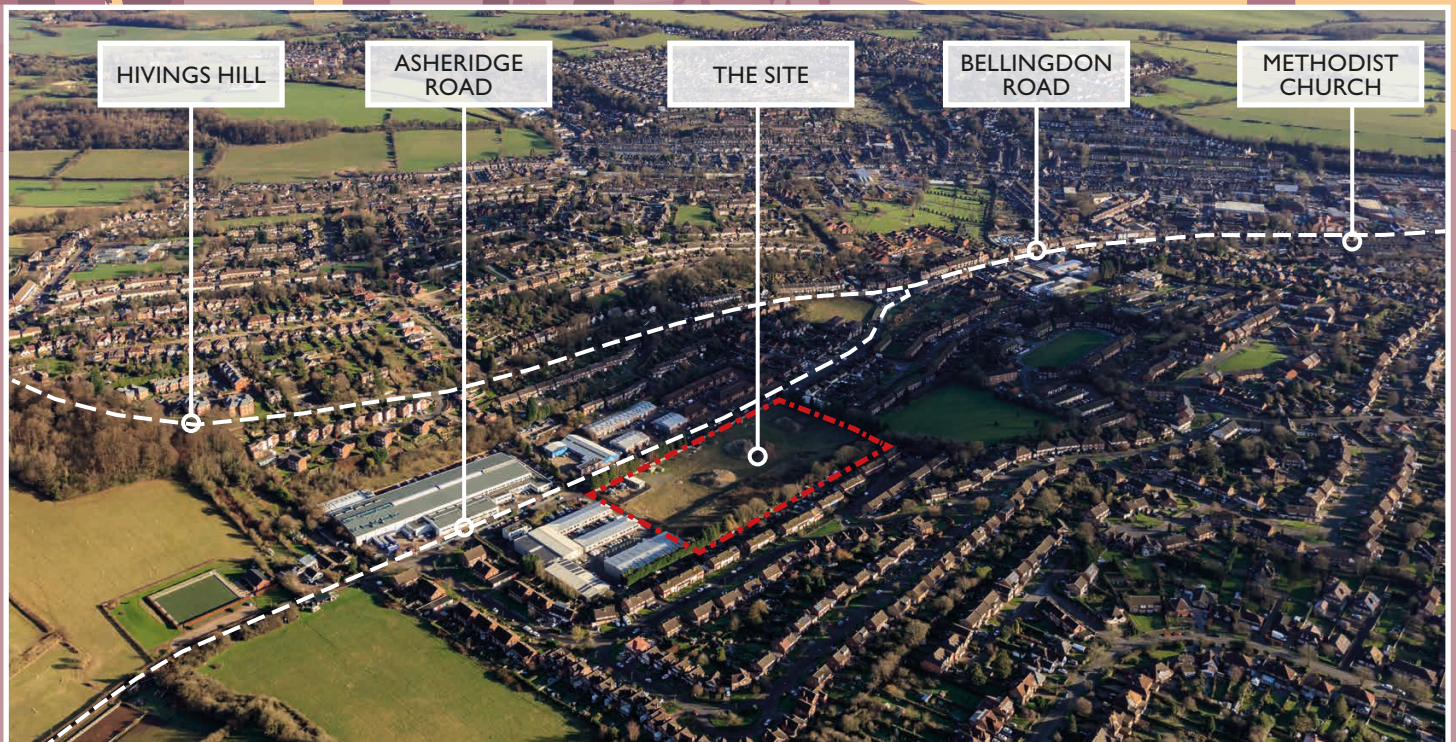 HIVINGS HILL
ASHERIDGE
ROAD
THE SITE
BELLINGDON
ROAD
METHODIST
CHURCH